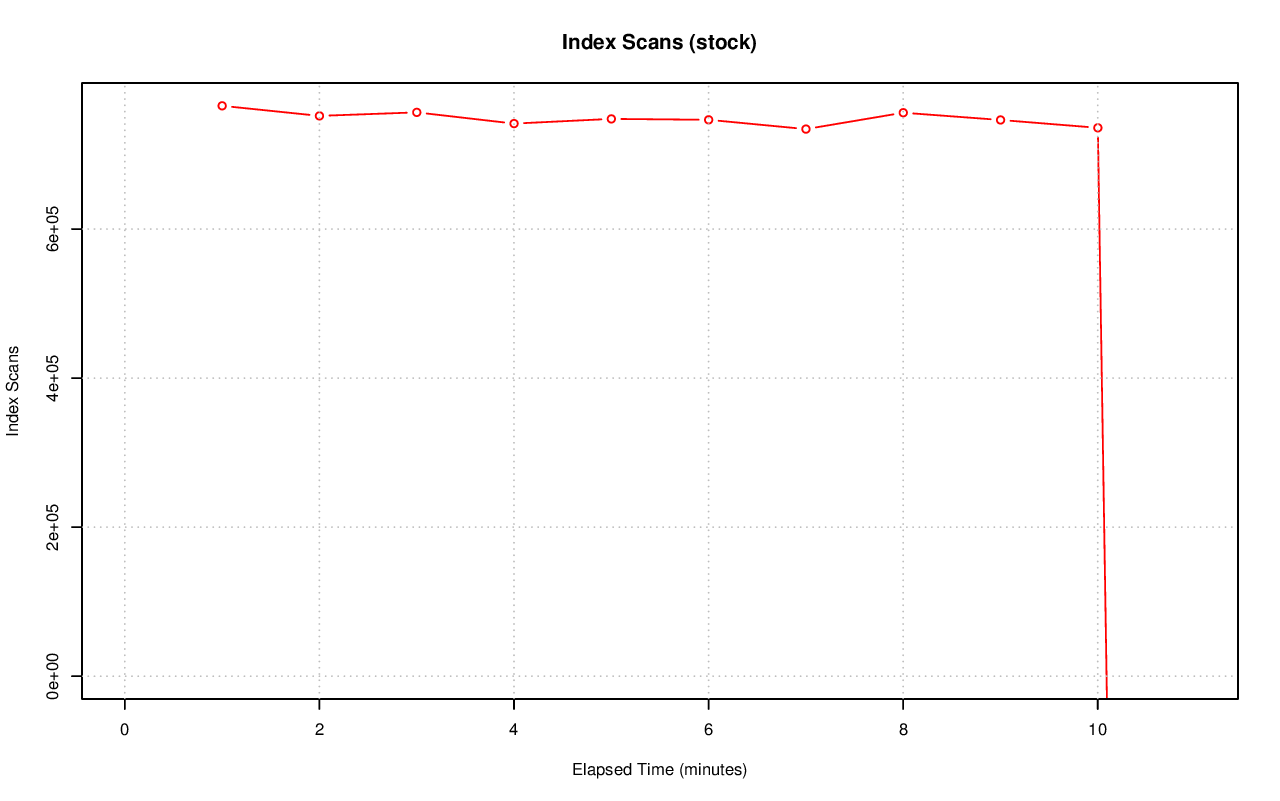 Index Scans (stock)
Index Scans
6e+05
4e+05
2e+05
0e+00
0 2 4 6 8 10
Elapsed Time (minutes)